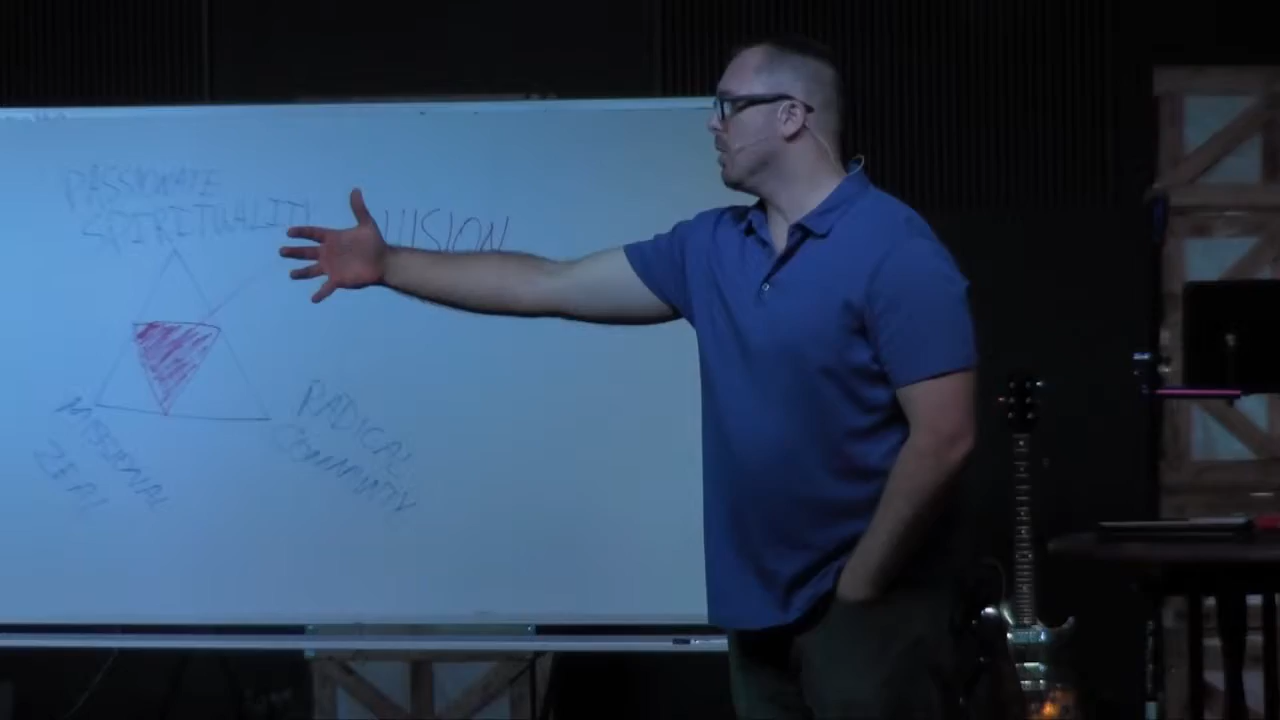 PASSIONATE
SPIRITUALITY
VISION
RADICAL
COMMUNITY
MISSIONAL
ZEAL